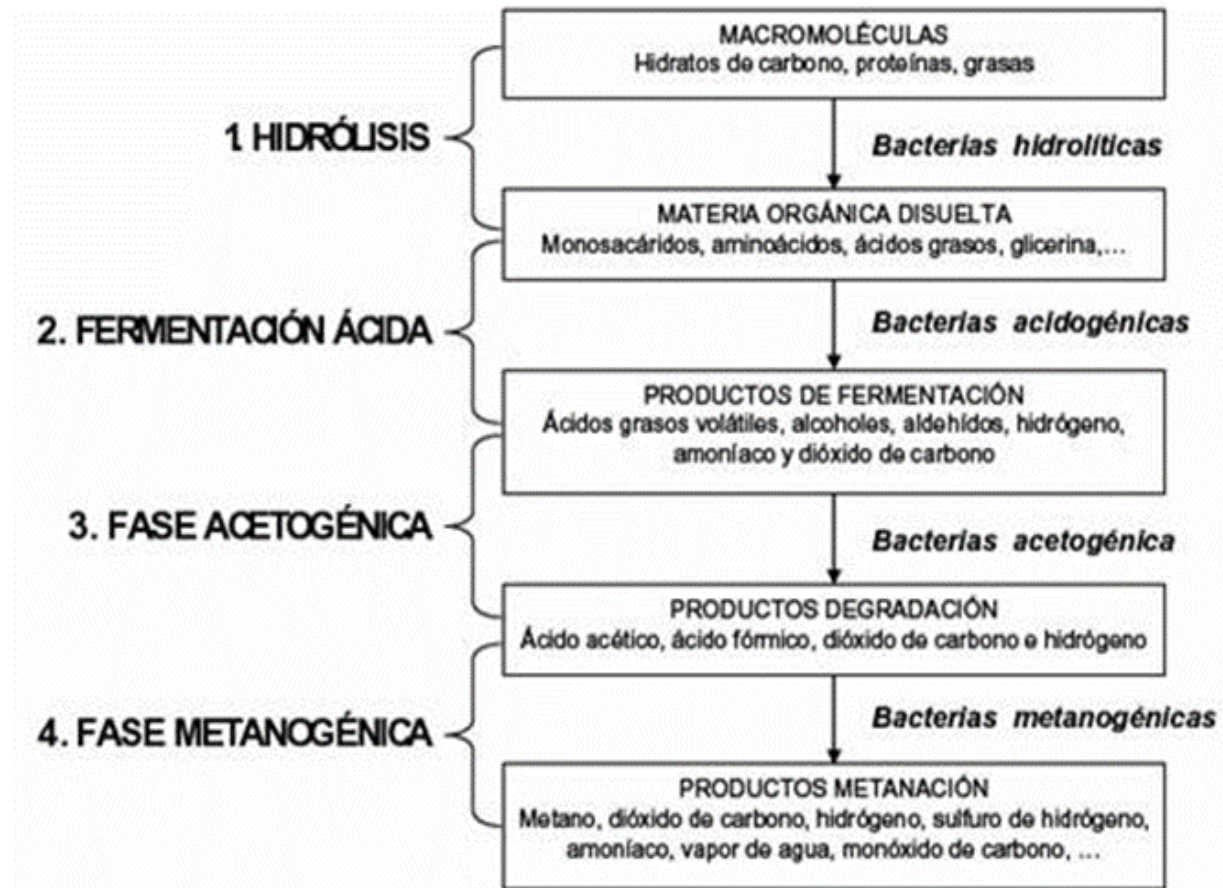 MACROMOLÉCULAS
Hidratos de carbono, proteínas, grasas
1. HIDRÓLISIS
Bacterias hidrolíticas
MATERIA ORGÁNICA DISUELTA
Monosacáridos, aminoácidos, ácidos grasos, glicerina,...
2. FERMENTACIÓN ÁCIDA
Bacterias acidogénicas
PRODUCTOS DE FERMENTACIÓN
Ácidos grasos volátiles, alcoholes, aldehídos, hidrógeno,
amoníaco y dióxido de carbono
3. FASE ACETOGÉNICA
Bacterias acetogénica
PRODUCTOS DEGRADACIÓN
Ácido acético, ácido fórmico, dióxido de carbono e hidrógeno
4. FASE METANOGÉNICA
Bacterias metanogénicas
PRODUCTOS METANACIÓN
Metano, dióxido de carbono, hidrógeno, sulfuro de hidrógeno,
amoníaco, vapor de agua, monóxido de carbono, ...